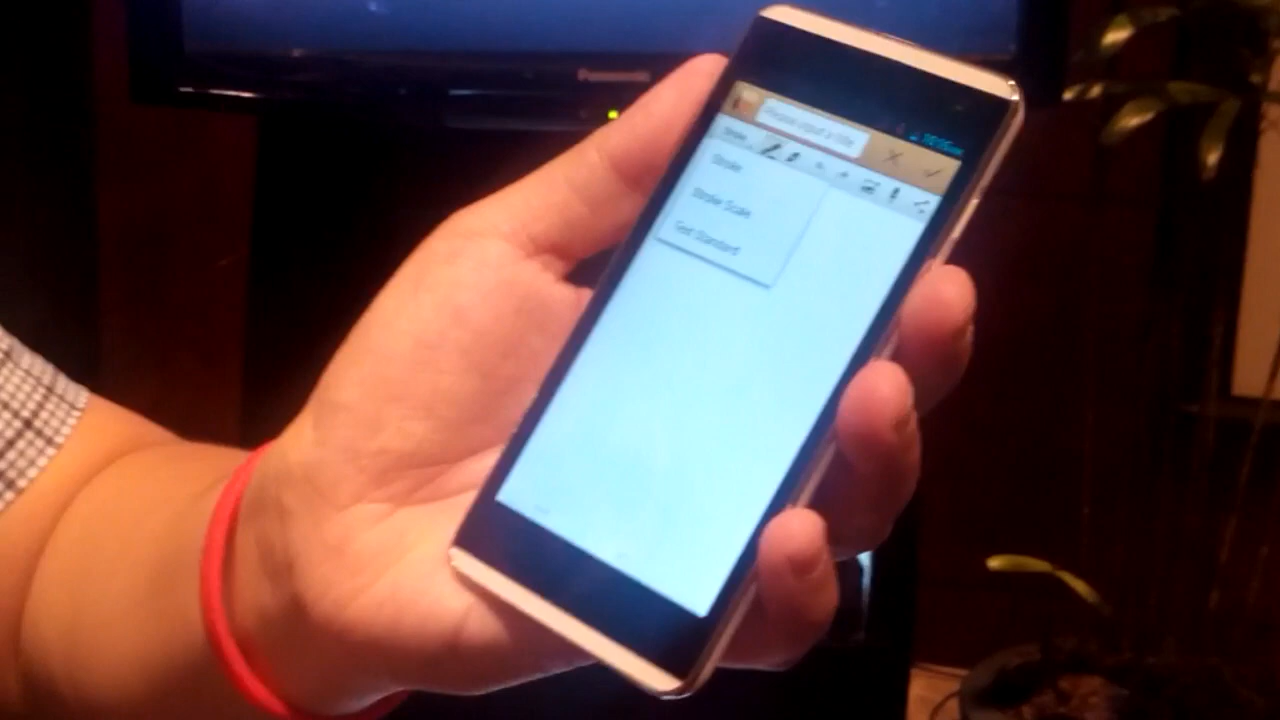 Panasonic
Please input a title
Stroke
Stroke
Stroke Scale
Text Standard